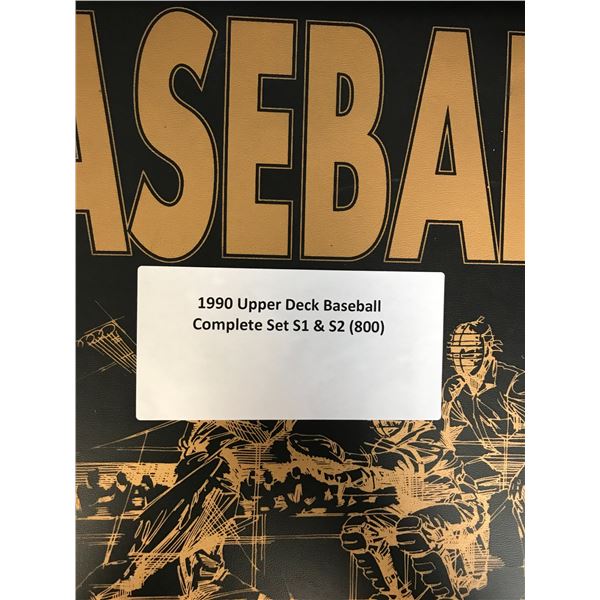 ASEBA
1990 Upper Deck Baseball
Complete Set S1 & S2 (800)